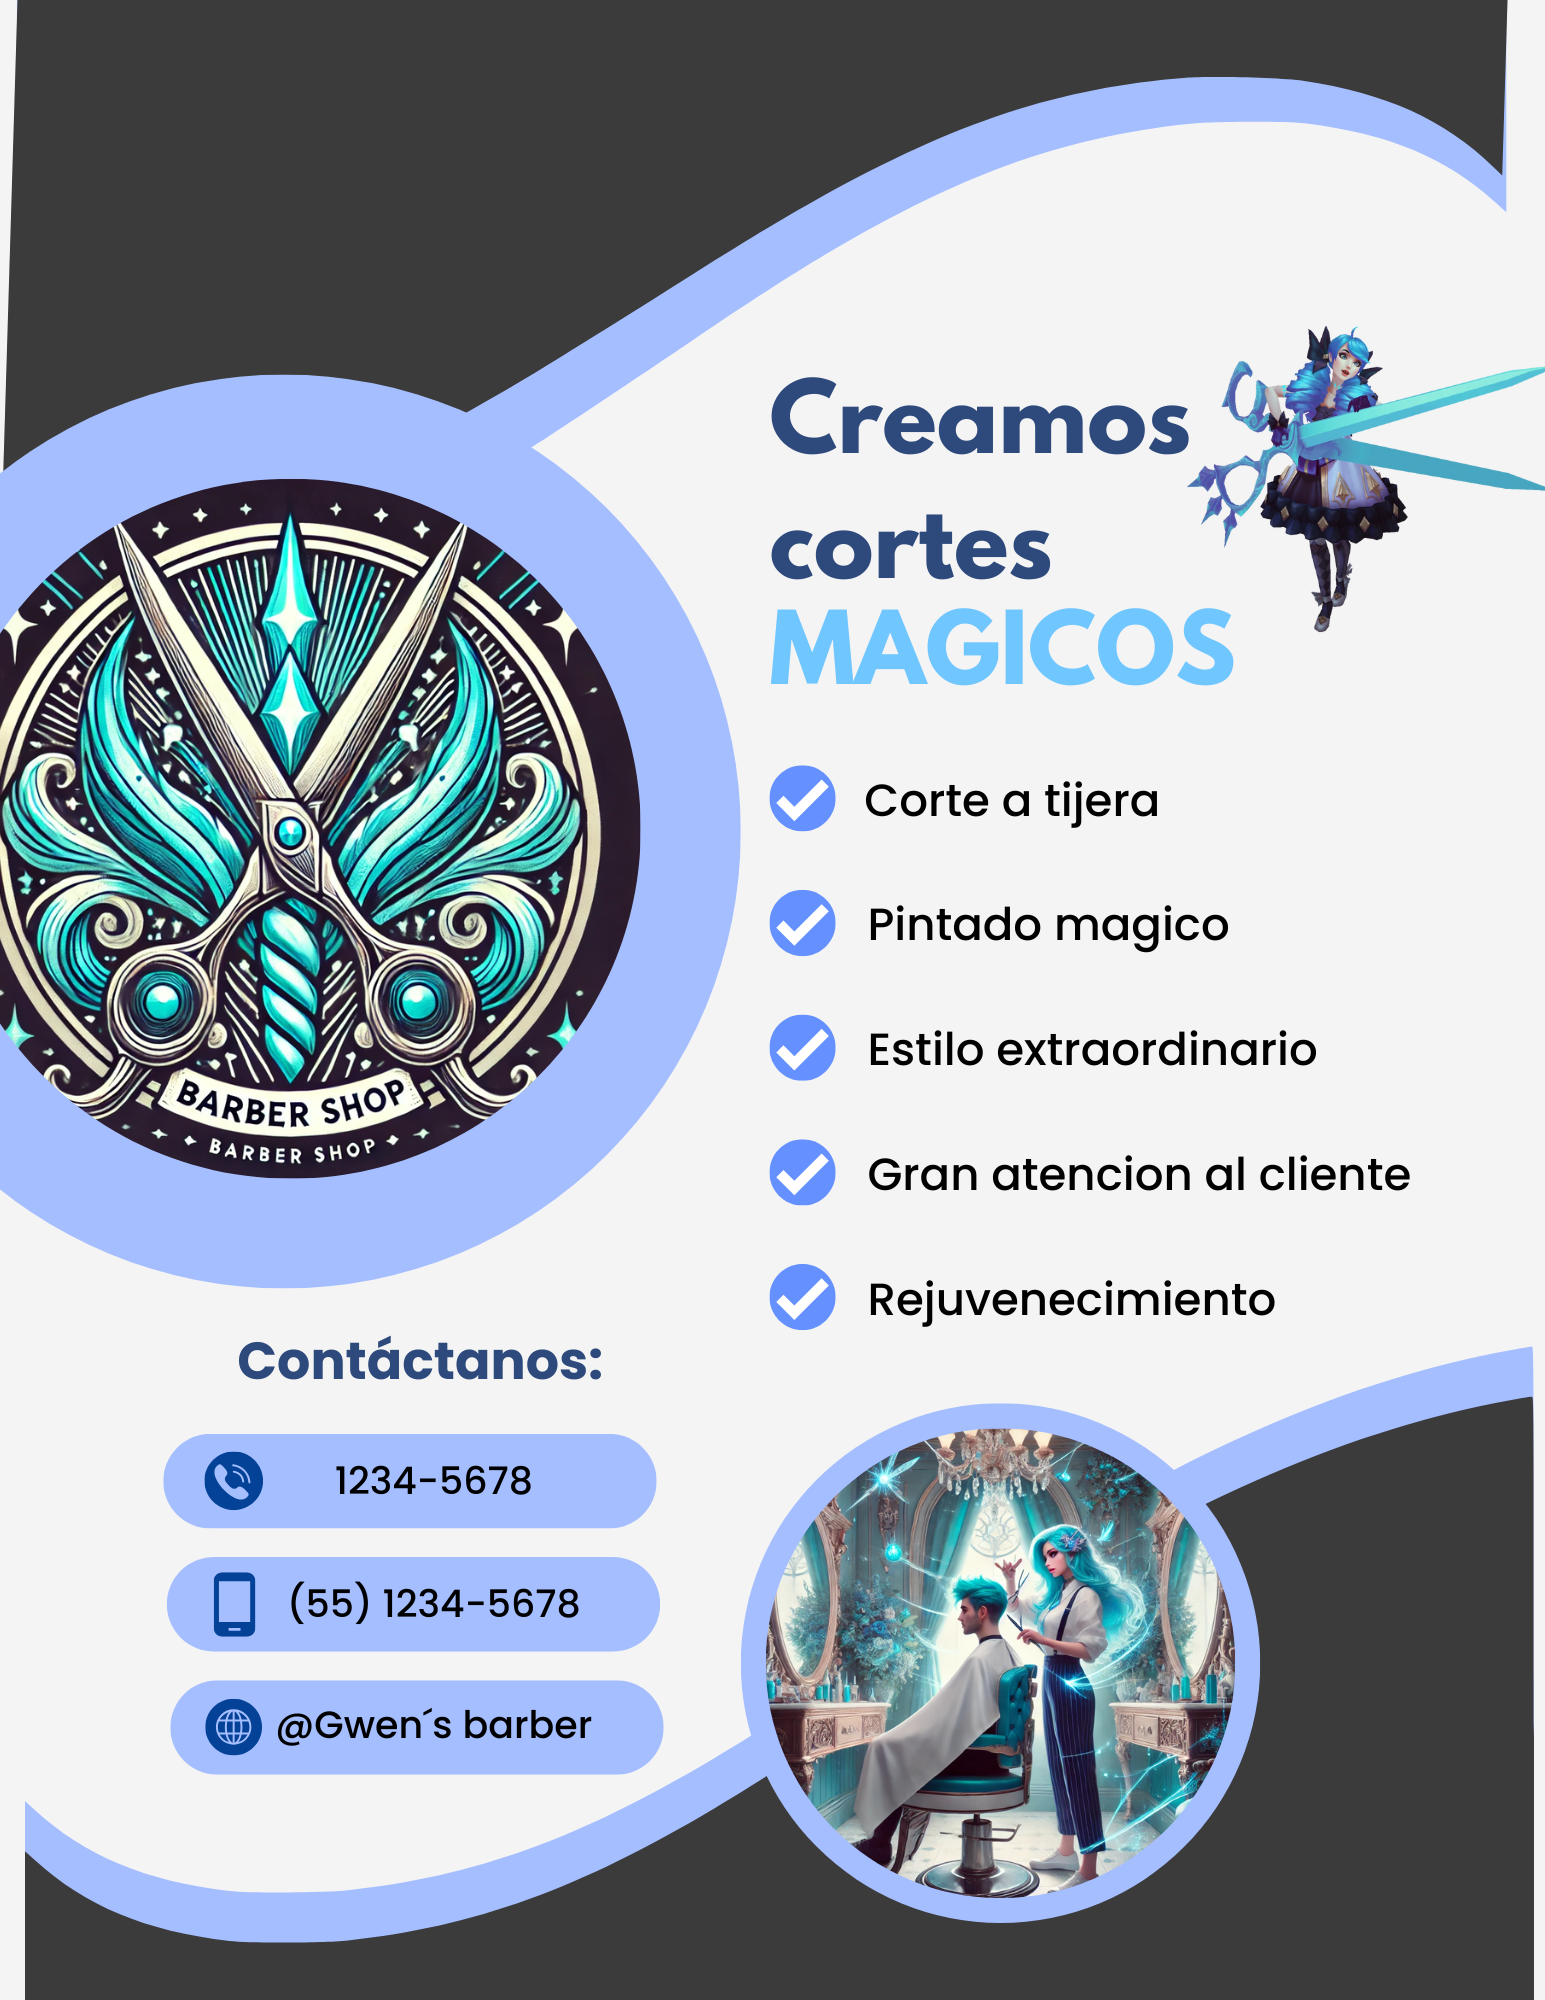 Creamos
cortes
MAGICOS
Corte a tijera
Pintado magico
Estilo extraordinario
Gran atencion al cliente
Rejuvenecimiento
BARBER SHOP
BARBER SHOP
Contáctanos:
1234-5678
(55) 1234-5678
@Gwen´s barber